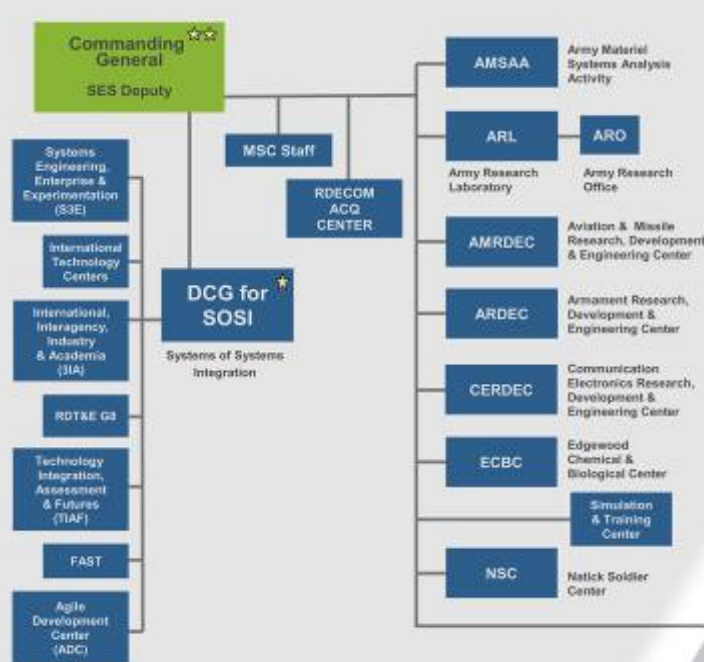 Commanding
General
SES Deputy
MSC Staff
RDECOM
ACQ
CENTER
Systems
Engineering,
Enterprise &
Experimentation
(S3E)
International
Technology
Centers
International,
Interagency,
Industry
& Academia
(3IA)
RDT&E G8
Technology
Integration,
Assessment
& Futures
(TIAF)
FAST
Agile
Development
Center
(ADC)
DCG for
SOSI
Systems of Systems
Integration
AMSAA
Army Materiel
Systems Analysis
Activity
ARL
Army Research
Laboratory
ARO
Army Research
Office
AMRDEC
Aviation & Missile
Research, Development
& Engineering Center
ARDEC
Armament Research,
Development &
Engineering Center
CERDEC
Communication
Electronics Research,
Development &
Engineering Center
ECBC
Edgewood
Chemical &
Biological Center
Simulation
& Training
Center
NSC
Natick Soldier
Center